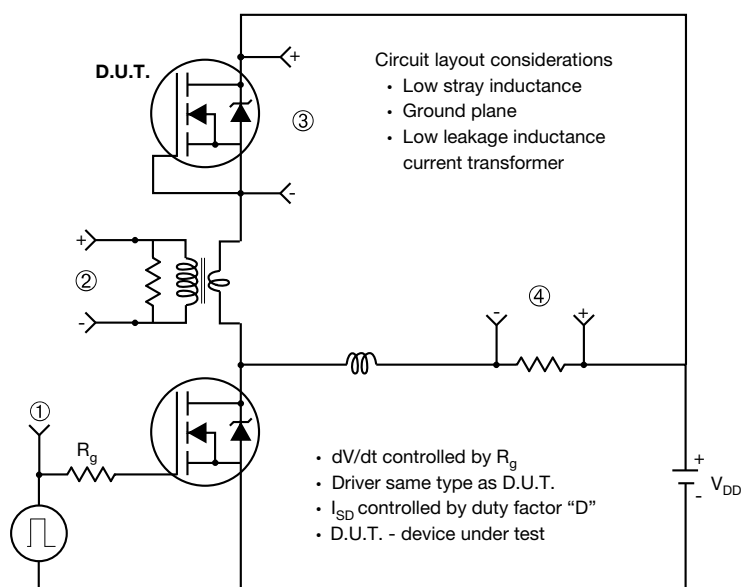 D.U.T.
+
-
③
Circuit layout considerations
• Low stray inductance
• Ground plane
• Low leakage inductance
current transformer
+
②
-
④
-
+
①
Rg
• dV/dt controlled by Rg
• Driver same type as D.U.T.
• ISD controlled by duty factor “D”
• D.U.T. - device under test
+
-
VDD